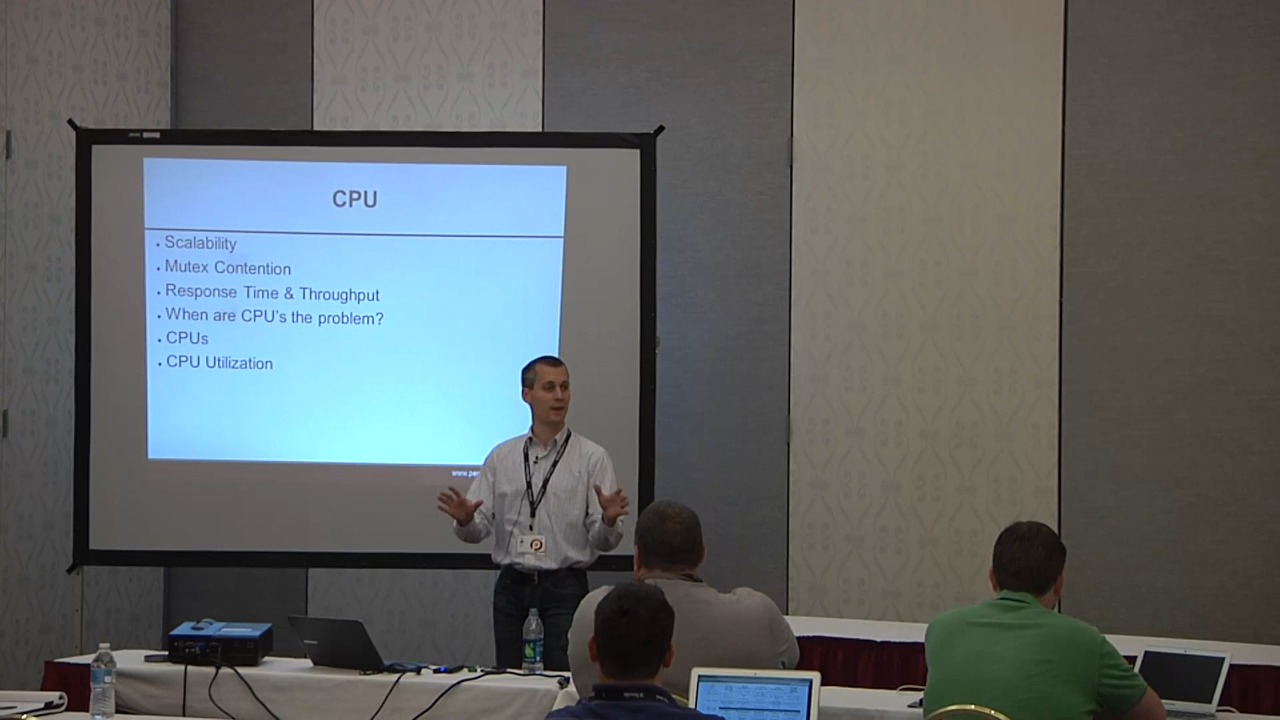 CPU
. Scalability
. Mutex Contention
. Response Time & Throughput
. When are CPU's the problem?
. CPUs
. CPU Utilization